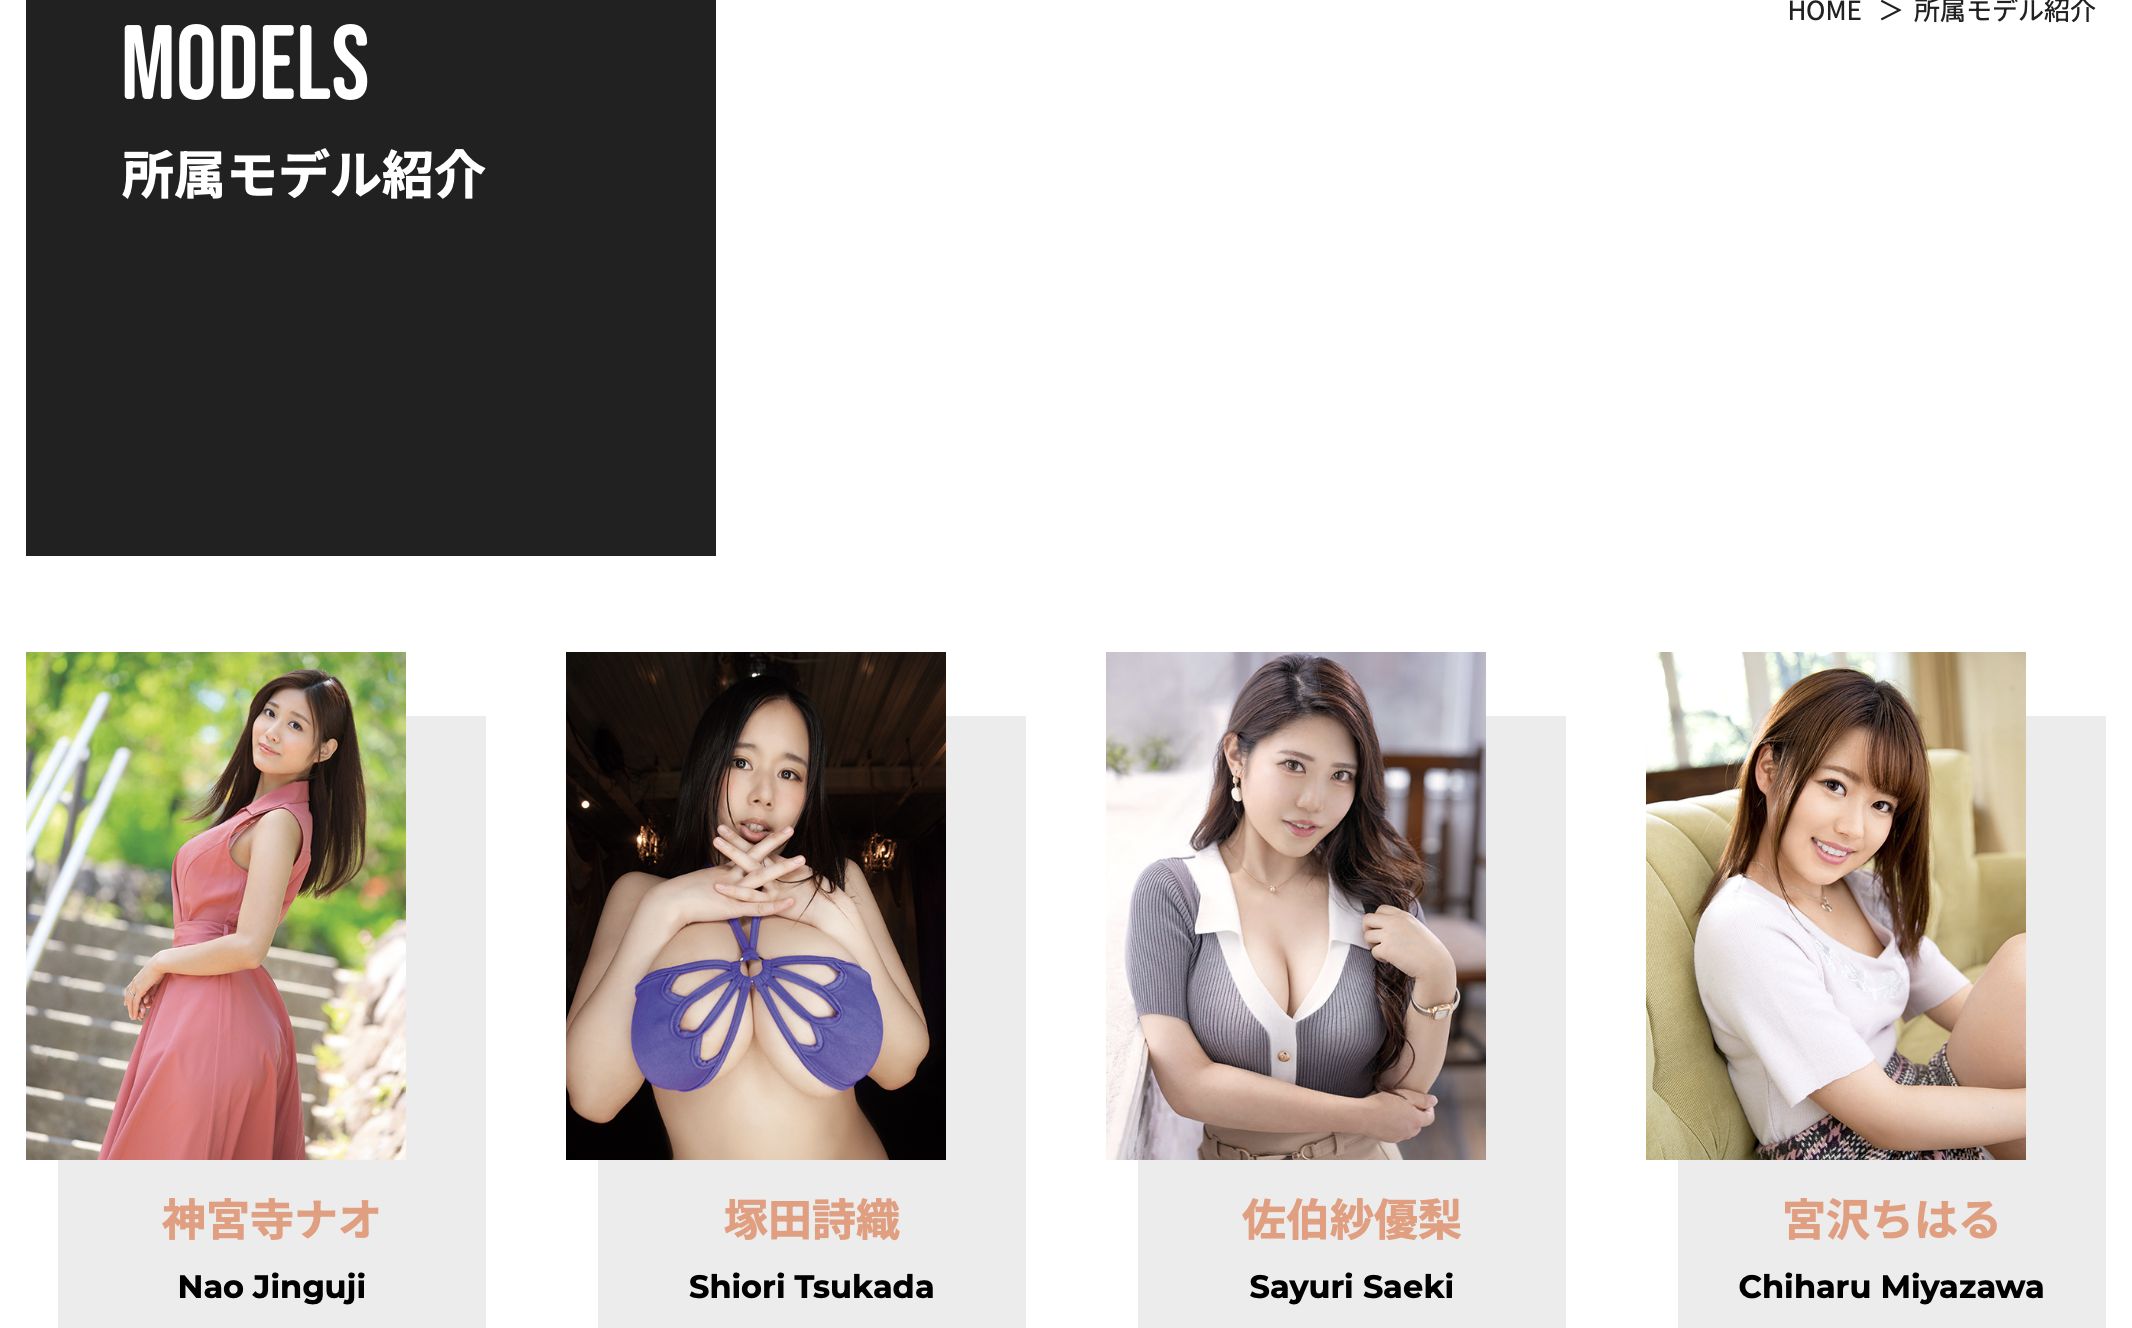 HOME ＞ 所属モデル紹介
MODELS
所属モデル紹介
神宮寺ナオ
Nao Jinguji
塚田詩織
Shiori Tsukada
佐伯紗優梨
Sayuri Saeki
宮沢ちはる
Chiharu Miyazawa